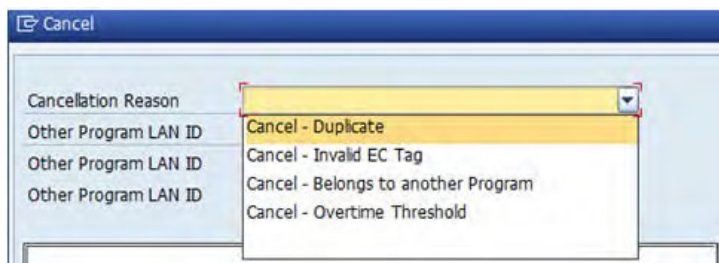 Cancel
Cancellation Reason
Other Program LAN ID
Other Program LAN ID
Other Program LAN ID
Cancel - Duplicate
Cancel - Invalid EC Tag
Cancel - Belongs to another Program
Cancel - Overtime Threshold